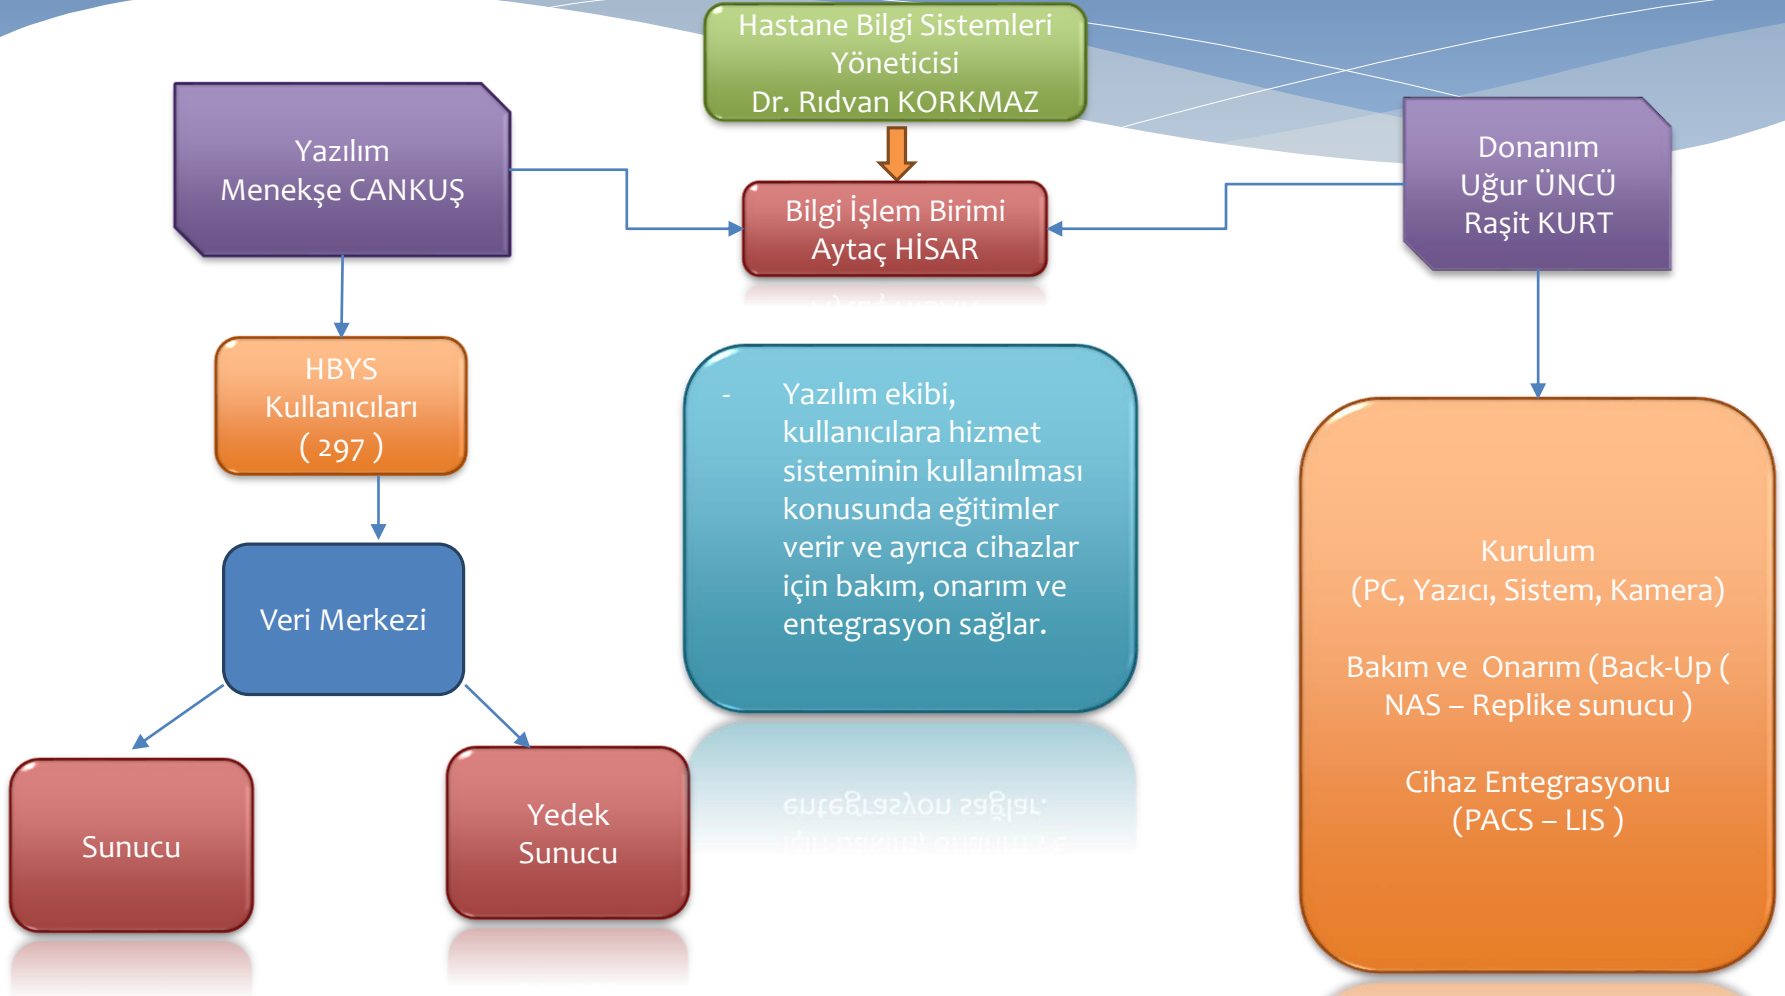 Hastane Bilgi Sistemleri
Yöneticisi
Dr. Rıdvan KORKMAZ
Yazılım
Menekşe CANKUŞ
Bilgi İşlem Birimi
Aytaç HİSAR
Donanım
Uğur ÜNCÜ
Raşit KURT
HBYS
Kullanıcıları
( 297 )
Veri Merkezi
Sunucu
Yedek
Sunucu
- Yazılım ekibi,
kullanıcılara hizmet
sisteminin kullanılması
konusunda eğitimler
verir ve ayrıca cihazlar
için bakım, onarım ve
entegrasyon sağlar.
Kurulum
(PC, Yazıcı, Sistem, Kamera)
Bakım ve  Onarım (Back-Up (
NAS – Replike sunucu )
Cihaz Entegrasyonu
(PACS – LIS )